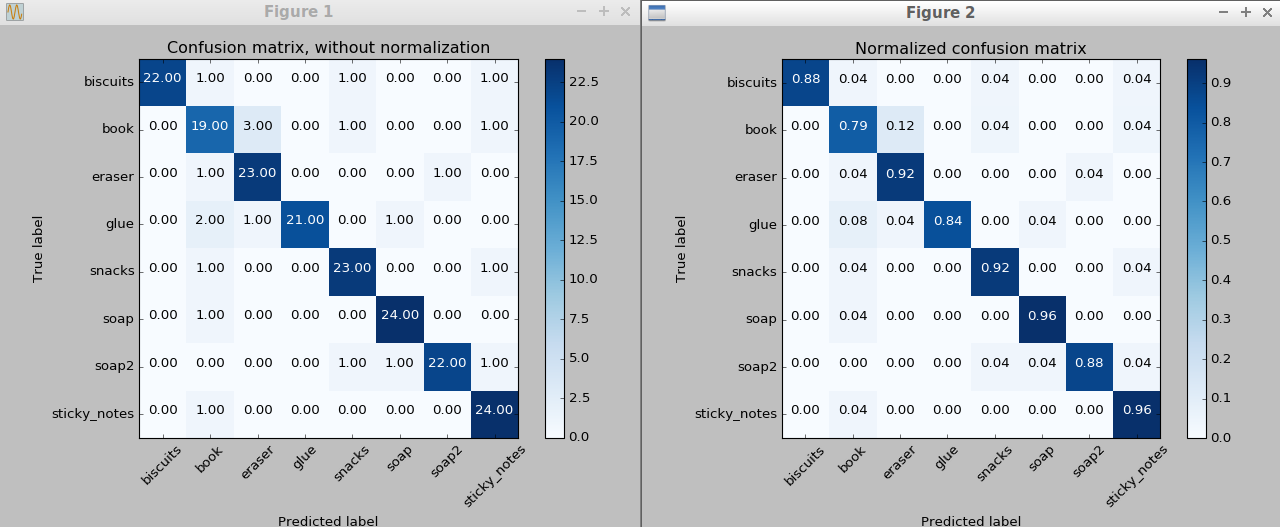 Figure 1
Confusion matrix, without normalization
biscuits 22.00 1.00 0.00 0.00 1.00 0.00 0.00 1.00
book 0.00 19.00 3.00 0.00 1.00 0.00 0.00 1.00
eraser 0.00 1.00 23.00 0.00 0.00 0.00 1.00 0.00
glue 0.00 2.00 1.00 21.00 0.00 1.00 0.00 0.00
snacks 0.00 1.00 0.00 0.00 23.00 0.00 0.00 1.00
soap 0.00 1.00 0.00 0.00 0.00 24.00 0.00 0.00
soap2 0.00 0.00 0.00 0.00 1.00 1.00 22.00 1.00
sticky_notes 0.00 1.00 0.00 0.00 0.00 0.00 0.00 24.00
True label
biscuits book eraser glue snacks soap soap2 sticky_notes
Predicted label
22.5
20.0
17.5
15.0
12.5
10.0
7.5
5.0
2.5
0.0
Figure 2
Normalized confusion matrix
biscuits 0.88 0.04 0.00 0.00 0.04 0.00 0.00 0.04
book 0.00 0.79 0.12 0.00 0.04 0.00 0.00 0.04
eraser 0.00 0.04 0.92 0.00 0.00 0.00 0.04 0.00
glue 0.00 0.08 0.04 0.84 0.00 0.04 0.00 0.00
snacks 0.00 0.04 0.00 0.00 0.92 0.00 0.00 0.04
soap 0.00 0.04 0.00 0.00 0.00 0.96 0.00 0.00
soap2 0.00 0.00 0.00 0.00 0.04 0.04 0.88 0.04
sticky_notes 0.00 0.04 0.00 0.00 0.00 0.00 0.00 0.96
True label
biscuits book eraser glue snacks soap soap2 sticky_notes
Predicted label
0.9
0.8
0.7
0.6
0.5
0.4
0.3
0.2
0.1
0.0